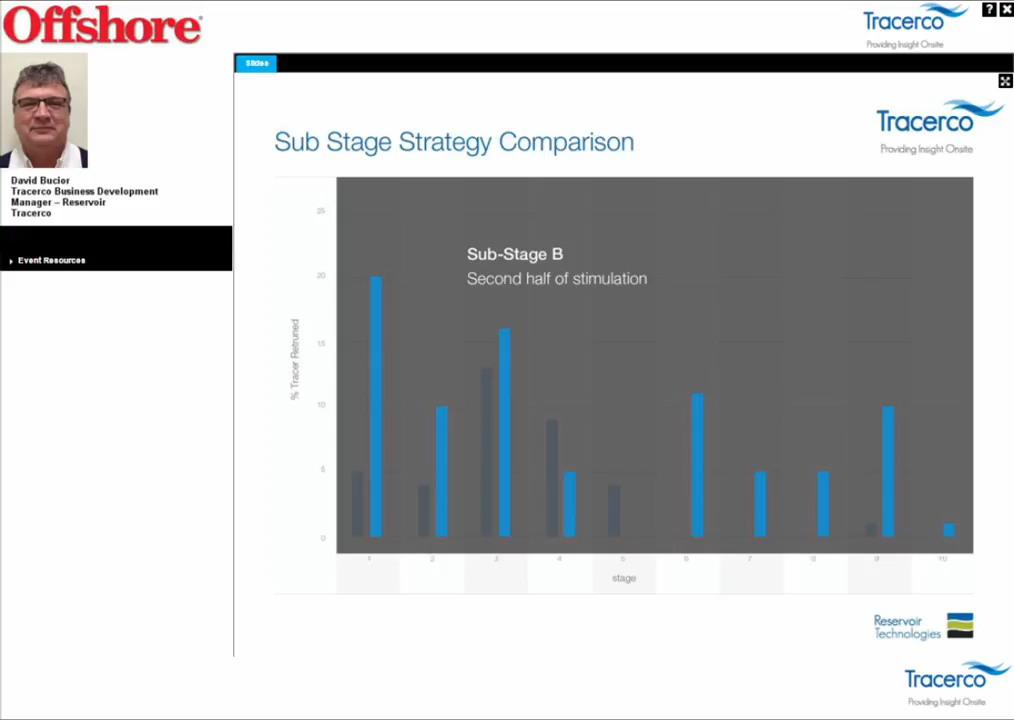 Offshore
Tracerco
Providing Insight Onsite
?
Slides
David Bucior
Tracerco Business Development
Manager – Reservoir
Tracerco
Event Resources
Tracerco
Providing Insight Onsite
Sub Stage Strategy Comparison
Sub-Stage B
Second half of stimulation
% Tracer Retruned
25
20
15
10
5
0
1 2 3 4 5 6 7 8 9 10
stage
Reservoir
Technologies
Tracerco
Providing Insight Onsite